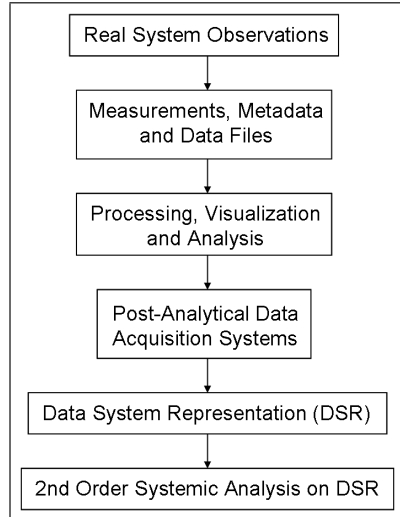 Real System Observations
Measurements, Metadata
and Data Files
Processing, Visualization
and Analysis
Post-Analytical Data
Acquisition Systems
Data System Representation (DSR)
2nd Order Systemic Analysis on DSR